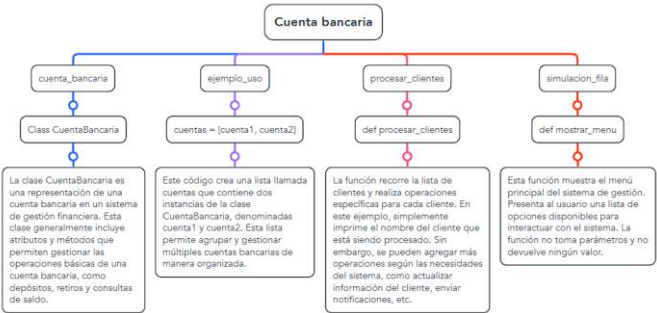 Cuenta bancaria
cuenta_bancaria
ejemplo_uso
procesar_clientes
simulacion_fila
Class CuentaBancaria
cuentas = [cuenta1, cuenta2]
def procesar_clientes
def mostrar_menu
La clase CuentaBancaria es
una representación de una
cuenta bancaria en un sistema
de gestión financiera. Esta
clase generalmente incluye
atributos y métodos que
permiten gestionar las
operaciones básicas de una
cuenta bancaria, como
depósitos, retiros y consultas
de saldo.
Este código crea una lista llamada
cuentas que contiene dos
instancias de la clase
CuentaBancaria, denominadas
cuenta1 y cuenta2. Esta lista
permite agrupar y gestionar
múltiples cuentas bancarias de
manera organizada.
La función recorre la lista de
clientes y realiza operaciones
específicas para cada cliente. En
este ejemplo, simplemente
imprime el nombre del cliente que
está siendo procesado. Sin
embargo, se pueden agregar más
operaciones según las necesidades
del sistema, como actualizar
información del cliente, enviar
notificaciones, etc.
Esta función muestra el menú
principal del sistema de gestión.
Presenta al usuario una lista de
opciones disponibles para
interactuar con el sistema. La
función no toma parámetros y no
devuelve ningún valor.